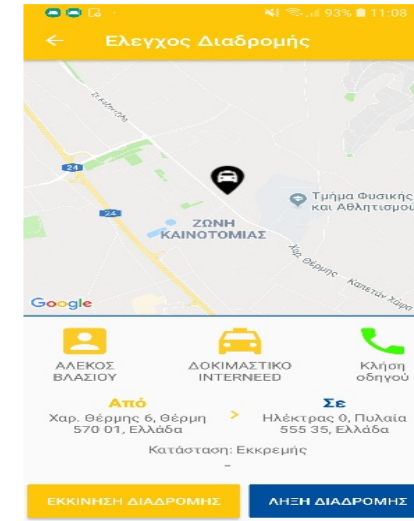 93% 11:08
Ελεγχος Διαδρομής
24
24
Τμήμα Φυσικής
και Αθλητισμού
ΖΩΝΗ
ΚΑΙΝΟΤΟΜΙΑΣ
Χαρ. Θέρμης
Καπετάν Χάψα
Google
ΑΛΕΚΟΣ
ΒΛΑΣΙΟΥ
ΔΟΚΙΜΑΣΤΙΚΟ
INTERNEED
Κλήση
οδηγού
Από
Σε
Χαρ. Θέρμης 6, Θέρμη
570 01, Ελλάδα
>
Ηλέκτρας 0, Πυλαία
555 35, Ελλάδα
Κατάσταση: Εκκρεμής
-
ΕΚΚΙΝΗΣΗ ΔΙΑΔΡΟΜΗΣ
ΛΗΞΗ ΔΙΑΔΡΟΜΗΣ